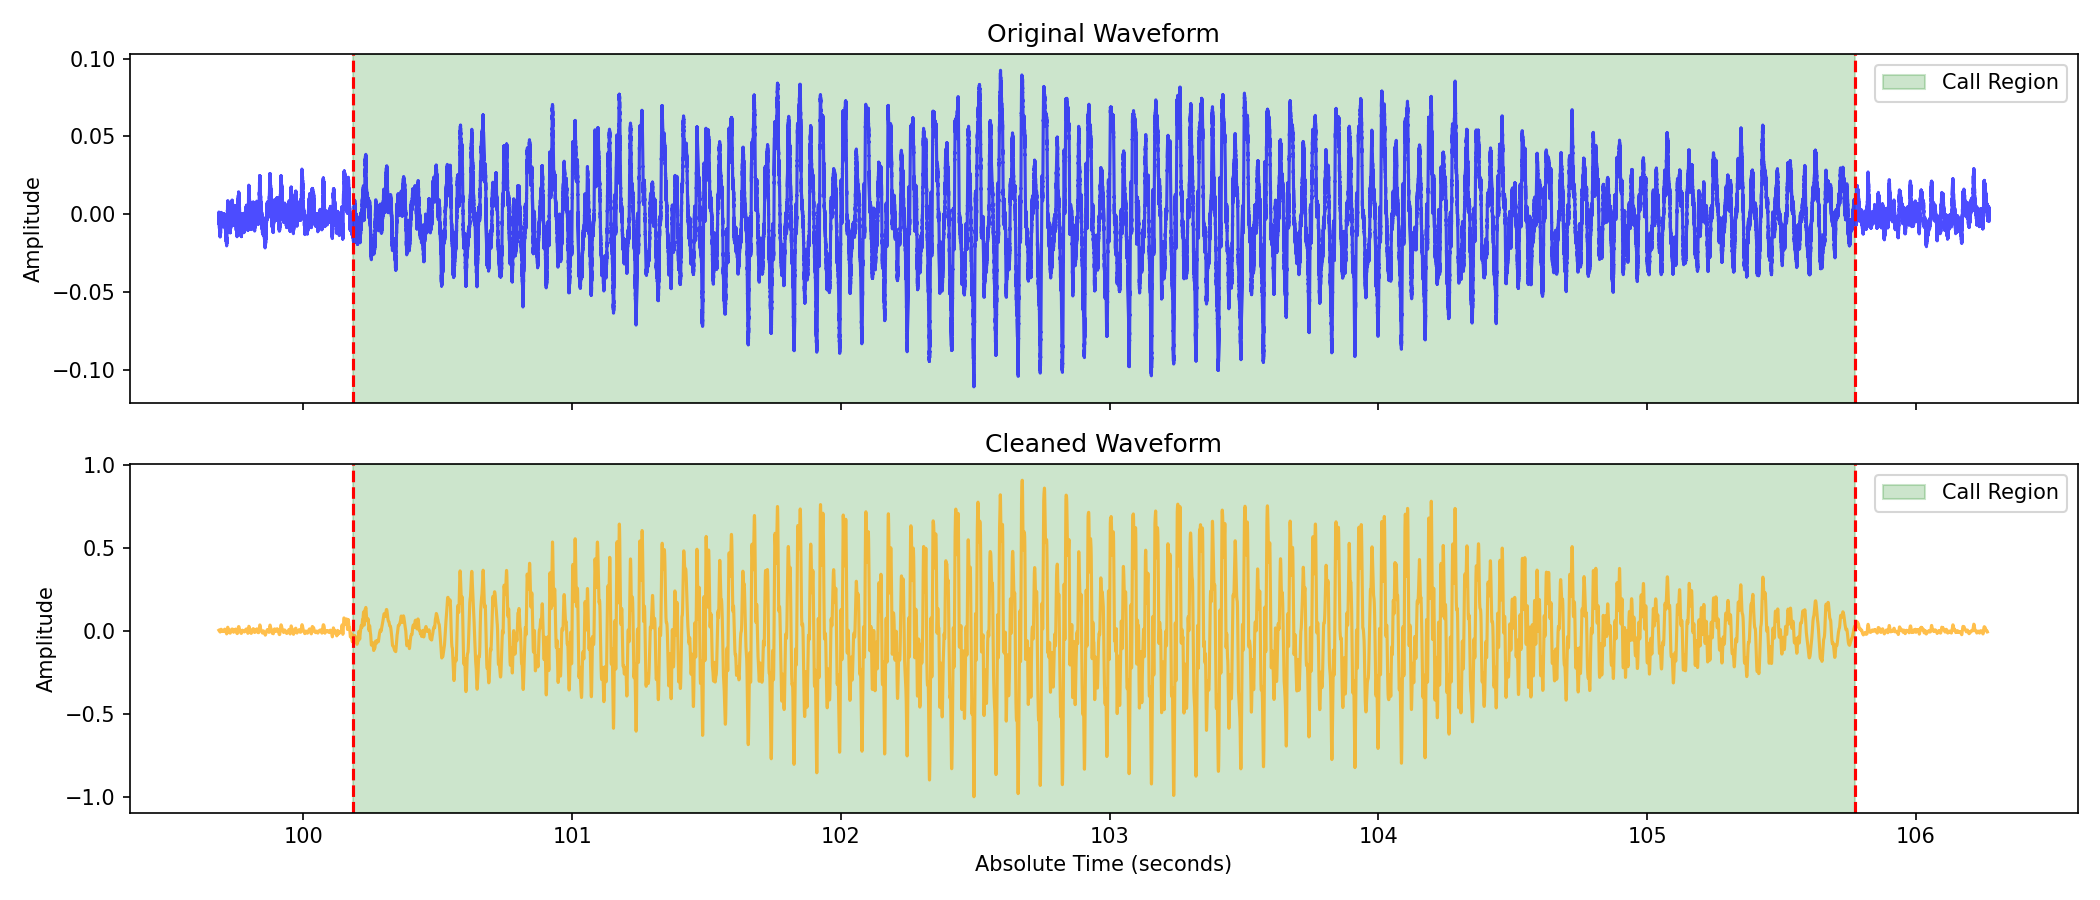 Original Waveform
Amplitude
0.10
0.05
0.00
−0.05
−0.10
Call Region
Cleaned Waveform
Amplitude
1.0
0.5
0.0
−0.5
−1.0
Call Region
100 101 102 103 104 105 106
Absolute Time (seconds)